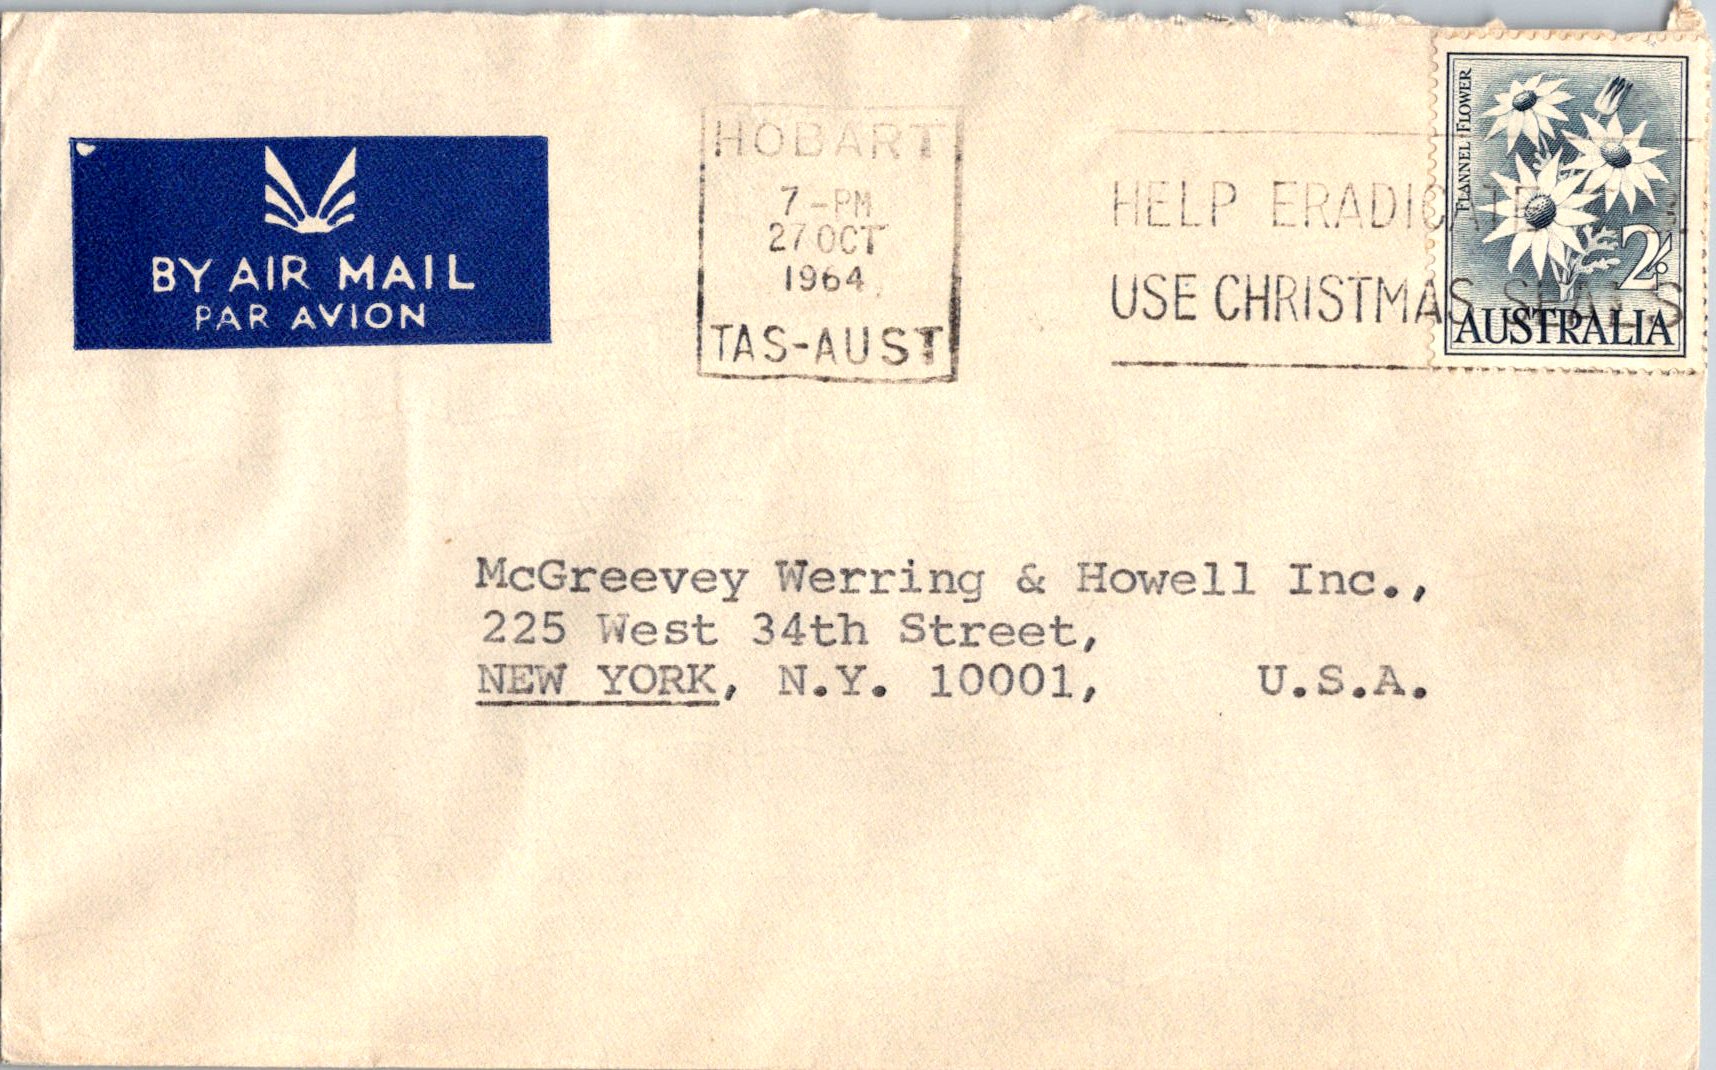 BY AIR MAIL
PAR AVION
HOBART
7-PM
27 OCT
1964
TAS-AUST
HELP ERADICATE
USE CHRISTMAS SEALS
FLANNEL FLOWER
2/-
AUSTRALIA
McGreevey Werring & Howell Inc.,
225 West 34th Street,
NEW YORK, N.Y. 10001, U.S.A.